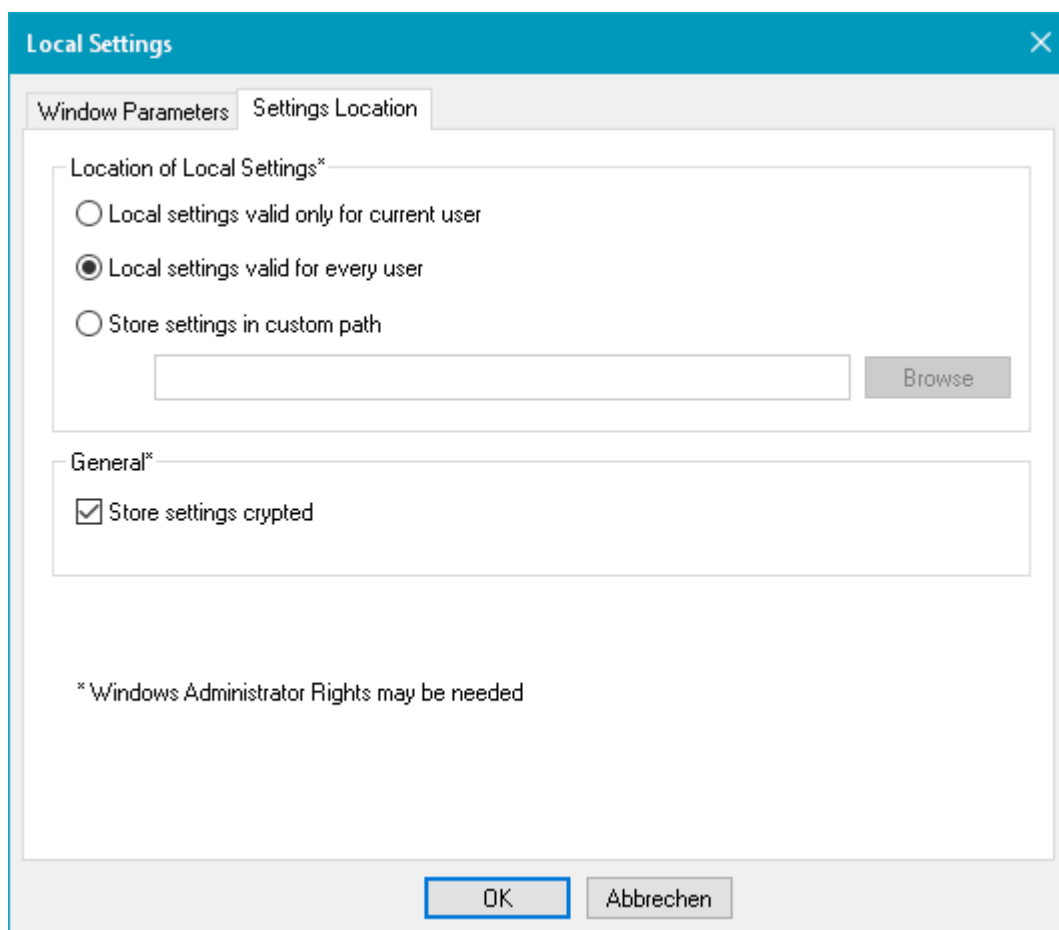 Local Settings
Window Parameters
Settings Location
Location of Local Settings*
Local settings valid only for current user
Local settings valid for every user
Store settings in custom path
Browse
General*
Store settings crypted
* Windows Administrator Rights may be needed
OK
Abbrechen